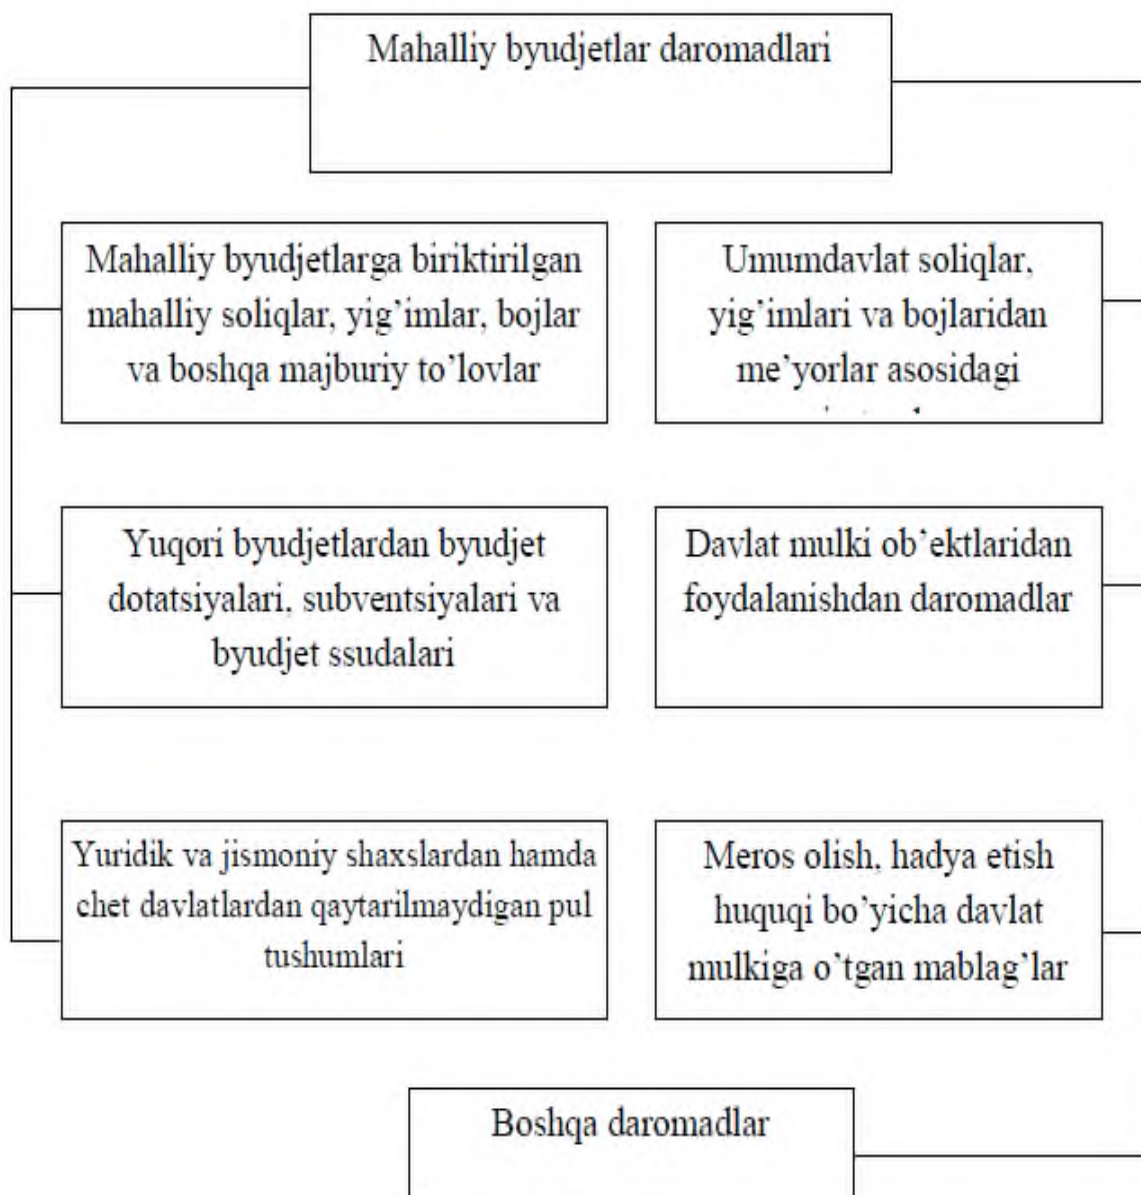 Mahalliy byudjetlar daromadlari
Mahalliy byudjetlarga biriktirilgan
mahalliy soliqlar, yig’imlar, bojlar
va boshqa majburiy to’lovlar
Umumdavlat soliqlar,
yig’imlari va bojlaridan
me’yorlar asosidagi
Yuqori byudjetlardan byudjet
dotatsiyalari, subventsiyalari va
byudjet ssudalari
Davlat mulki ob’ektlaridan
foydalanishdan daromadlar
Yuridik va jismoniy shaxslardan hamda
chet davlatlardan qaytarilmaydigan pul
tushumlari
Meros olish, hadya etish
huquqi bo’yicha davlat
mulkiga o’tgan mablag’lar
Boshqa daromadlar